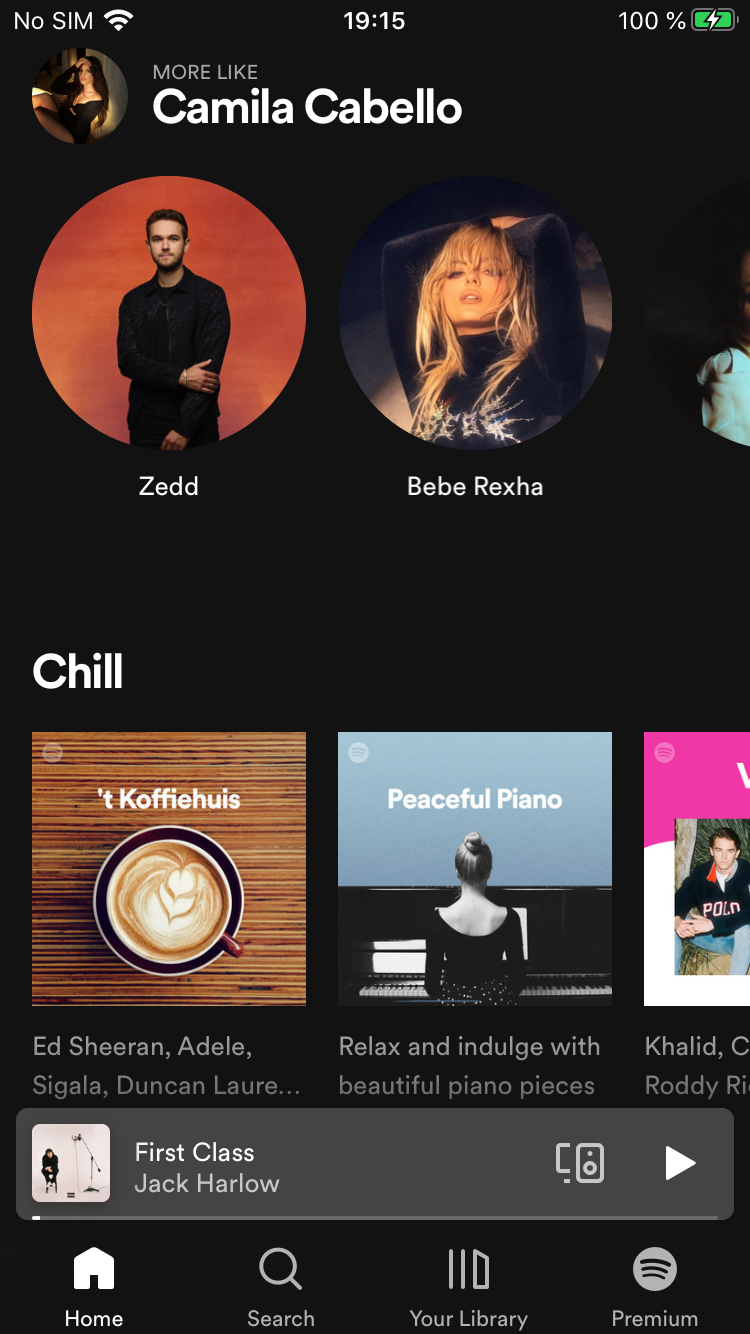 No SIM 19:15 100 %
MORE LIKE
Camila Cabello
Zedd Bebe Rexha
Chill
't Koffiehuis
Peaceful Piano
POLO
Ed Sheeran, Adele,
Sigala, Duncan Laure...
Relax and indulge with
beautiful piano pieces
Khalid, C
Roddy Ri
First Class
Jack Harlow
Home Search Your Library Premium